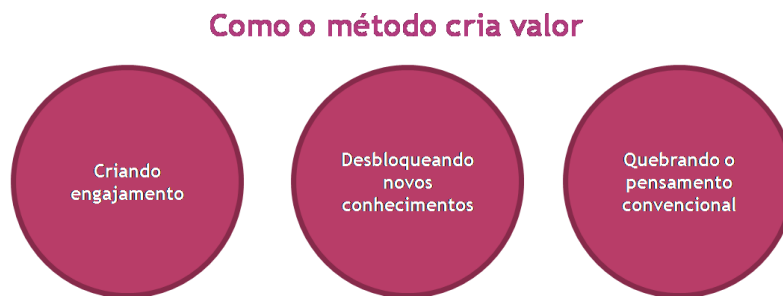 Como o método cria valor
Criando
engajamento
Desbloqueando
novos
conhecimentos
Quebrando o
pensamento
convencional